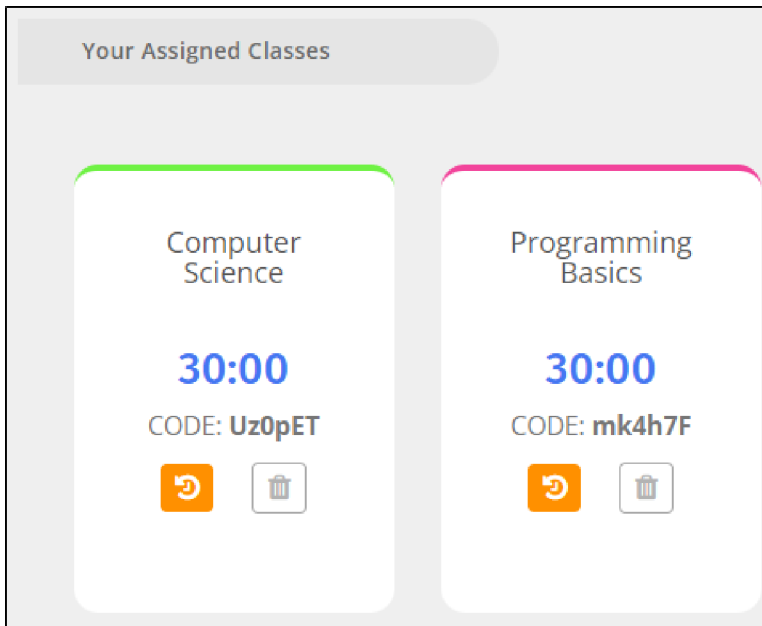 Your Assigned Classes
Computer
Science
30:00
CODE: Uz0pET
Programming
Basics
30:00
CODE: mk4h7F